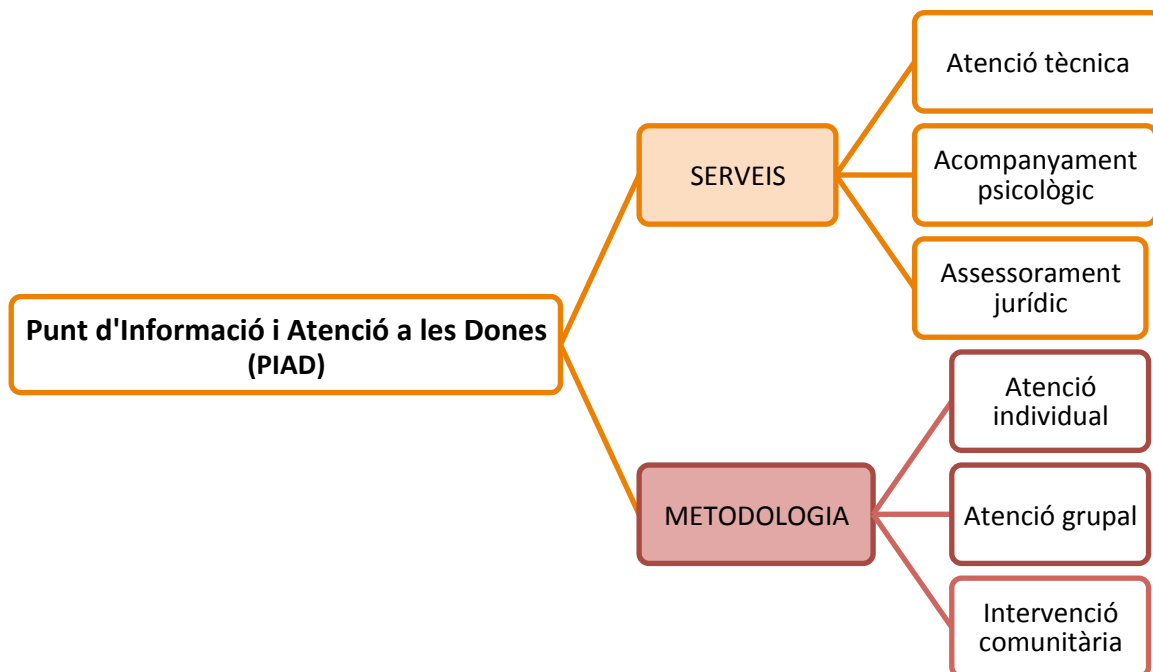 Punt d'Informació i Atenció a les Dones
(PIAD)
SERVEIS
Atenció tècnica
Acompanyament
psicològic
Assessorament
jurídic
METODOLOGIA
Atenció
individual
Atenció grupal
Intervenció
comunitària